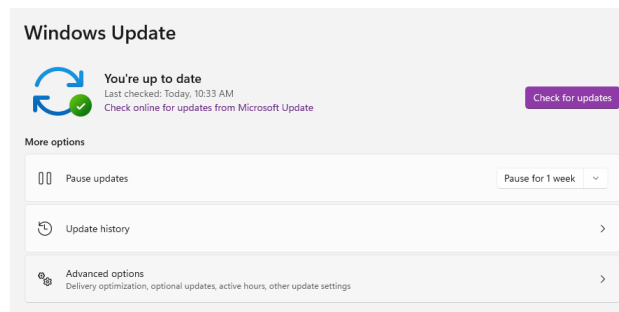 Windows Update
You're up to date
Last checked: Today, 10:33 AM
Check online for updates from Microsoft Update
Check for updates
More options
Pause updates
Pause for 1 week
Update history
Advanced options
Delivery optimization, optional updates, active hours, other update settings